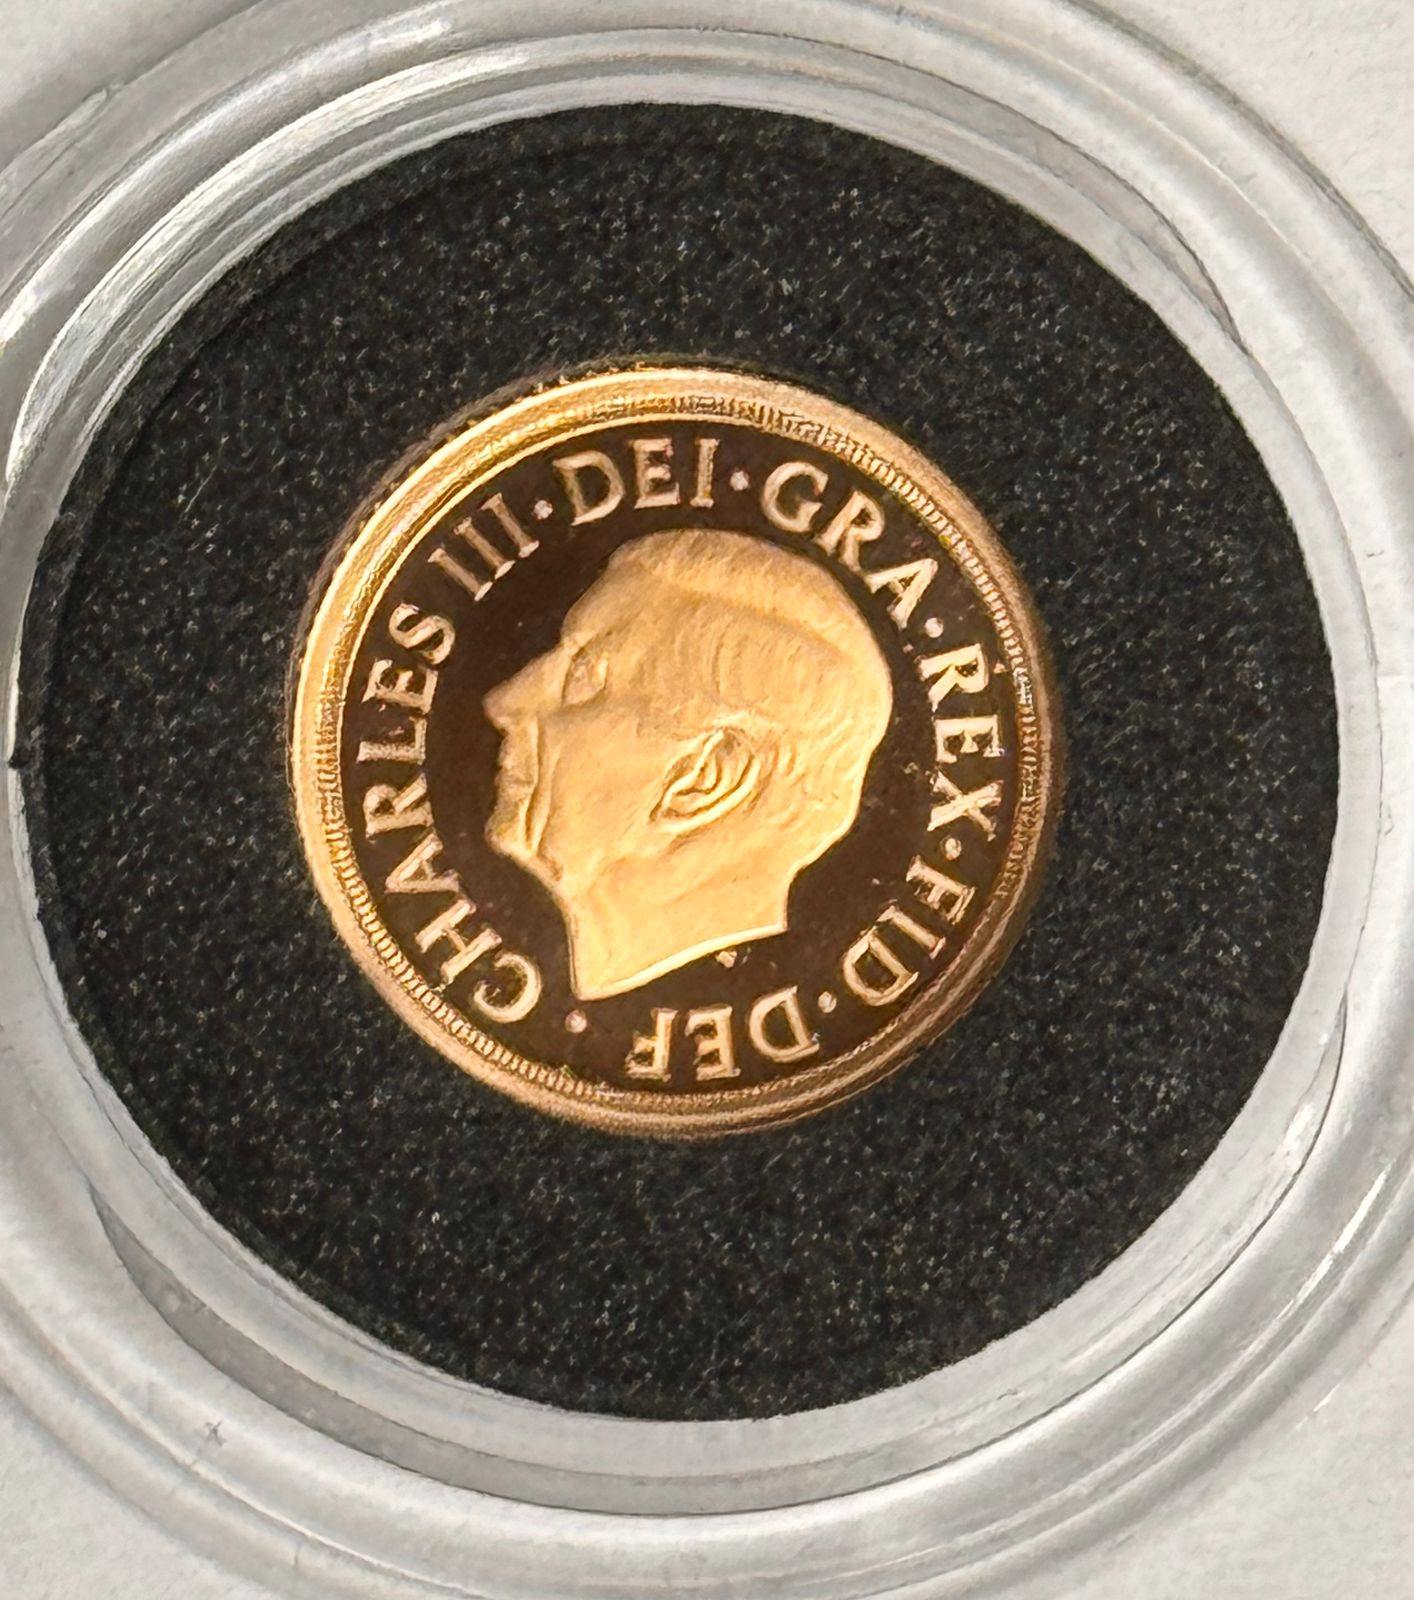 CHARLES III · DEI · GRA · REX · FID · DEF ·